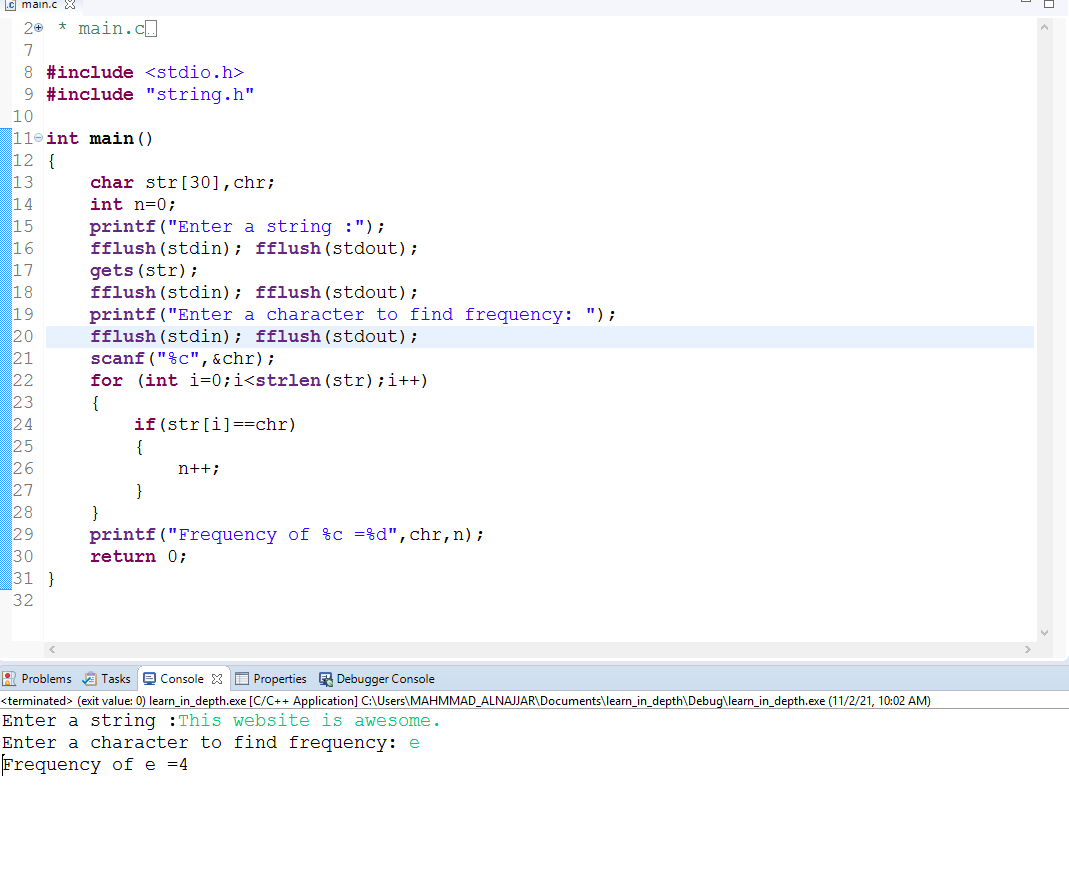 main.c
2 * main.c
7
8 #include <stdio.h>
9 #include "string.h"
10
11 int main()
12 {
13     char str[30],chr;
14     int n=0;
15     printf("Enter a string :");
16     fflush(stdin); fflush(stdout);
17     gets(str);
18     fflush(stdin); fflush(stdout);
19     printf("Enter a character to find frequency: ");
20     fflush(stdin); fflush(stdout);
21     scanf("%c",&chr);
22     for (int i=0;i<strlen(str);i++)
23     {
24         if(str[i]==chr)
25         {
26             n++;
27         }
28     }
29     printf("Frequency of %c =%d",chr,n);
30     return 0;
31 }
32
Problems Tasks Console Properties Debugger Console
<terminated> (exit value: 0) learn_in_depth.exe [C/C++ Application] C:\Users\MAHMMAD_ALNAJJAR\Documents\learn_in_depth\Debug\learn_in_depth.exe (11/2/21, 10:02 AM)
Enter a string :This website is awesome.
Enter a character to find frequency: e
Frequency of e =4